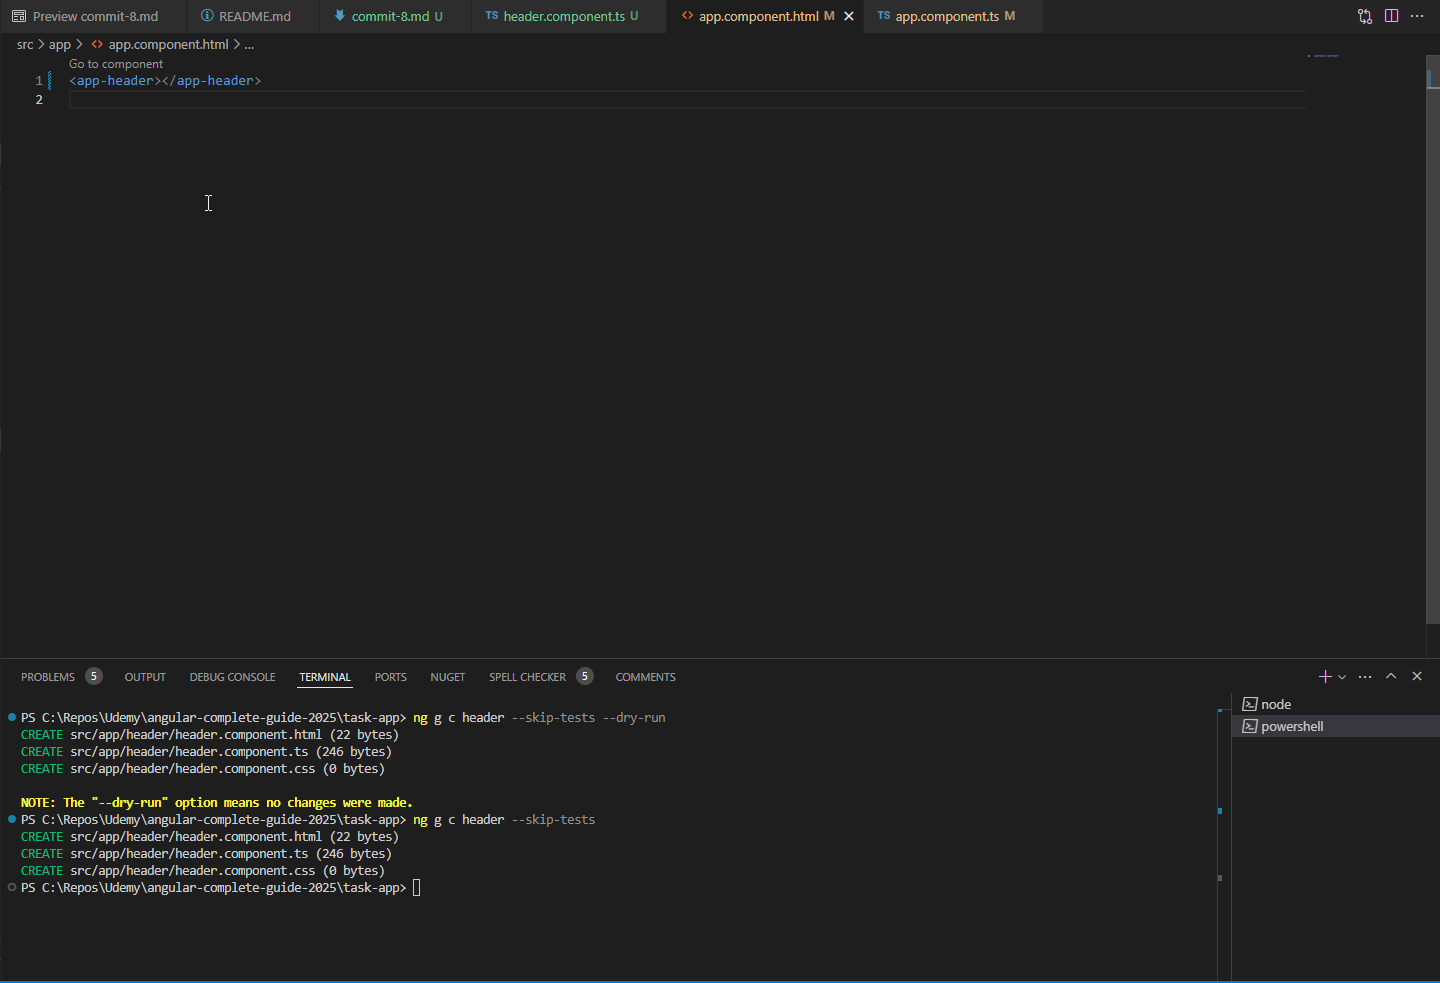 Preview commit-8.md README.md commit-8.md U TS header.component.ts U <> app.component.html M TS app.component.ts M
src > app > <> app.component.html > ...
Go to component
1 <app-header></app-header>
2
PROBLEMS 5 OUTPUT DEBUG CONSOLE TERMINAL PORTS NUGET SPELL CHECKER 5 COMMENTS
node
powershell
PS C:\Repos\Udemy\angular-complete-guide-2025\task-app> ng g c header --skip-tests --dry-run
CREATE src/app/header/header.component.html (22 bytes)
CREATE src/app/header/header.component.ts (246 bytes)
CREATE src/app/header/header.component.css (0 bytes)
NOTE: The "--dry-run" option means no changes were made.
PS C:\Repos\Udemy\angular-complete-guide-2025\task-app> ng g c header --skip-tests
CREATE src/app/header/header.component.html (22 bytes)
CREATE src/app/header/header.component.ts (246 bytes)
CREATE src/app/header/header.component.css (0 bytes)
PS C:\Repos\Udemy\angular-complete-guide-2025\task-app>